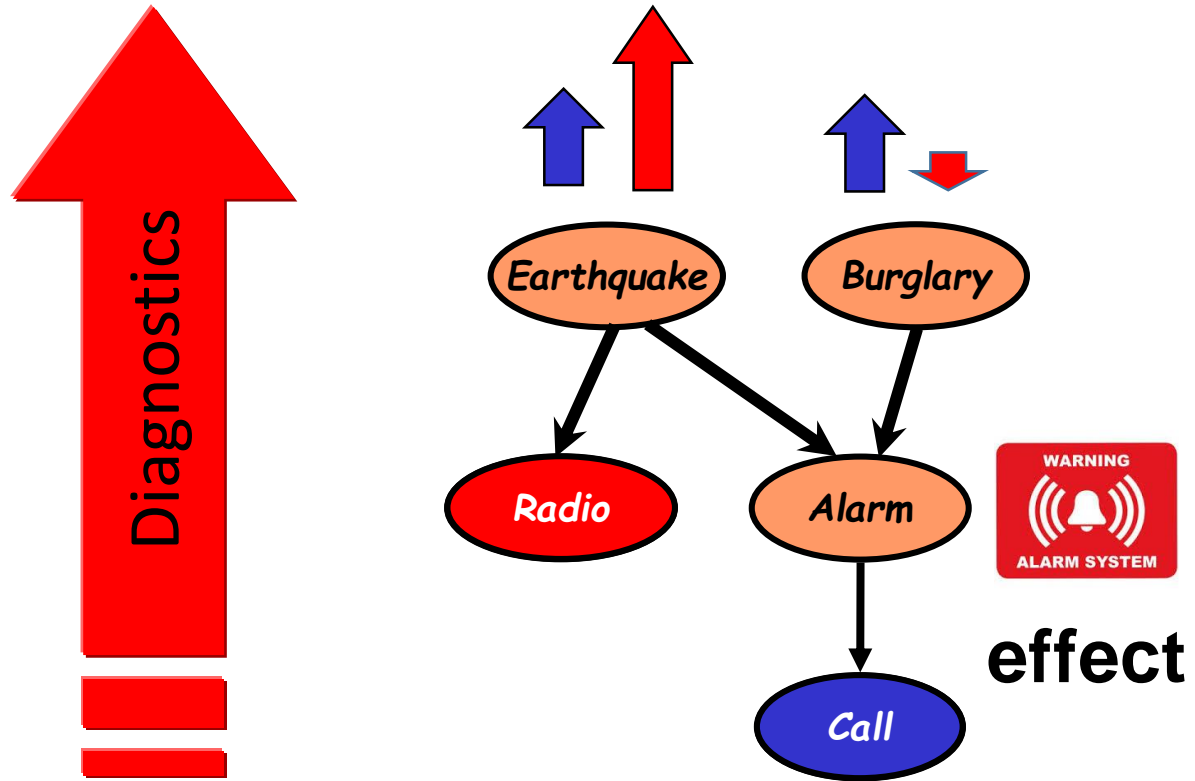 Diagnostics
Earthquake
Burglary
Radio
Alarm
WARNING
ALARM SYSTEM
effect
Call